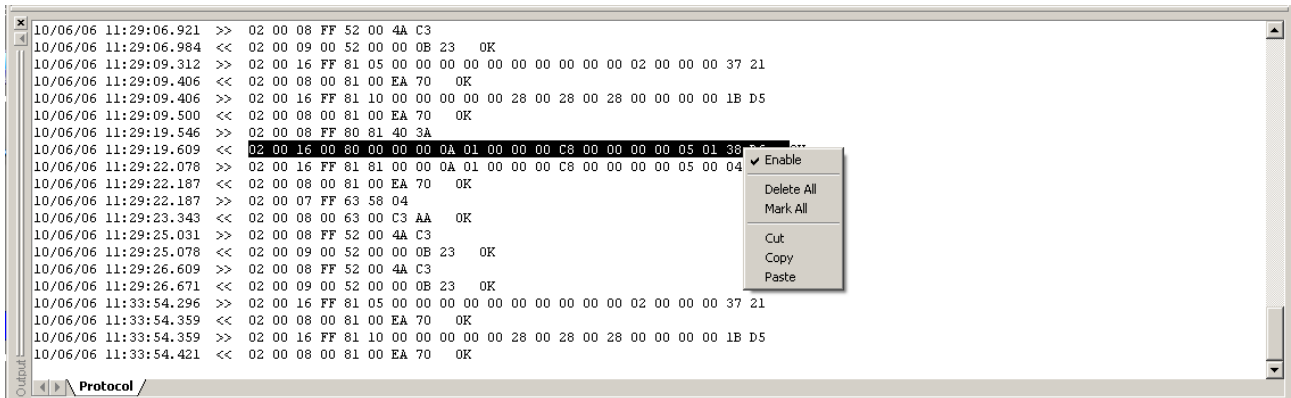 10/06/06 11:29:06.921 >> 02 00 08 FF 52 00 4A C3
10/06/06 11:29:06.984 << 02 00 09 00 52 00 00 0B 23 OK
10/06/06 11:29:09.312 >> 02 00 16 FF 81 05 00 00 00 00 00 00 00 00 00 00 02 00 00 00 37 21
10/06/06 11:29:09.406 << 02 00 08 00 81 00 EA 70 OK
10/06/06 11:29:09.406 >> 02 00 16 FF 81 10 00 00 00 00 00 28 00 28 00 28 00 00 00 00 1B D5
10/06/06 11:29:09.500 << 02 00 08 00 81 00 EA 70 OK
10/06/06 11:29:19.546 >> 02 00 08 FF 80 81 40 3A
10/06/06 11:29:19.609 << 02 00 16 00 80 00 00 00 0A 01 00 00 00 C8 00 00 00 00 05 01 38
10/06/06 11:29:22.078 >> 02 00 16 FF 81 81 00 00 0A 01 00 00 00 C8 00 00 00 00 05 00 04
10/06/06 11:29:22.187 << 02 00 08 00 81 00 EA 70 OK
10/06/06 11:29:22.187 >> 02 00 07 FF 63 58 04
10/06/06 11:29:23.343 << 02 00 08 00 63 00 C3 AA OK
10/06/06 11:29:25.031 >> 02 00 08 FF 52 00 4A C3
10/06/06 11:29:25.078 << 02 00 09 00 52 00 00 0B 23 OK
10/06/06 11:29:26.609 >> 02 00 08 FF 52 00 4A C3
10/06/06 11:29:26.671 << 02 00 09 00 52 00 00 0B 23 OK
10/06/06 11:33:54.296 >> 02 00 16 FF 81 05 00 00 00 00 00 00 00 00 00 00 02 00 00 00 37 21
10/06/06 11:33:54.359 << 02 00 08 00 81 00 EA 70 OK
10/06/06 11:33:54.359 >> 02 00 16 FF 81 10 00 00 00 00 00 28 00 28 00 28 00 00 00 00 1B D5
10/06/06 11:33:54.421 << 02 00 08 00 81 00 EA 70 OK
Enable
Delete All
Mark All
Cut
Copy
Paste
Output
Protocol